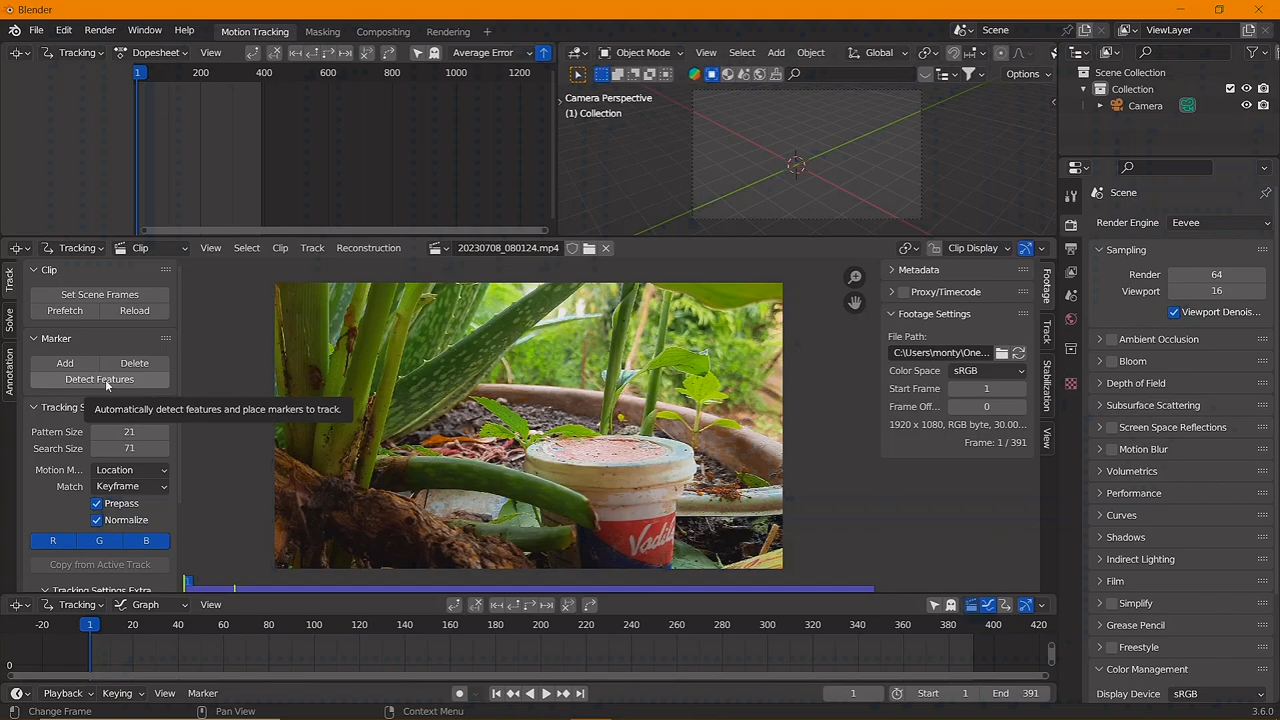 Blender
File Edit Render Window Help
Motion Tracking Masking Compositing Rendering
Scene
ViewLayer
Tracking Dopesheet View
Average Error
Object Mode View Select Add Object Global
1 200 400 600 800 1000 1200
Options
Camera Perspective
(1) Collection
Scene Collection
Collection
Camera
Tracking Clip View Select Clip Track Reconstruction
20230708_080124.mp4
Clip Display
Track
Solve
Annotation
Clip
Set Scene Frames
Prefetch Reload
Marker
Add Delete
Detect Features
Automatically detect features and place markers to track.
Tracking S
Pattern Size 21
Search Size 71
Motion M... Location
Match Keyframe
Prepass
Normalize
R G B
Copy from Active Track
Tracking Settings Extra
Vadil
1
Metadata
Proxy/Timecode
Footage Settings
File Path:
C:\Users\monty\One...
Color Space sRGB
Start Frame 1
Frame Off... 0
1920 x 1080, RGB byte, 30.00...
Frame: 1 / 391
Footage
Track
Stabilization
View
Scene
Render Engine Eevee
Sampling
Render 64
Viewport 16
Viewport Denois...
Ambient Occlusion
Bloom
Depth of Field
Subsurface Scattering
Screen Space Reflections
Motion Blur
Volumetrics
Performance
Curves
Shadows
Indirect Lighting
Film
Simplify
Grease Pencil
Freestyle
Color Management
Display Device sRGB
Tracking Graph View
-20 1 20 40 60 80 100 120 140 160 180 200 220 240 260 280 300 320 340 360 380 400 420
0
Playback Keying View Marker
1
Start 1
End 391
Change Frame
Pan View
Context Menu
3.6.0